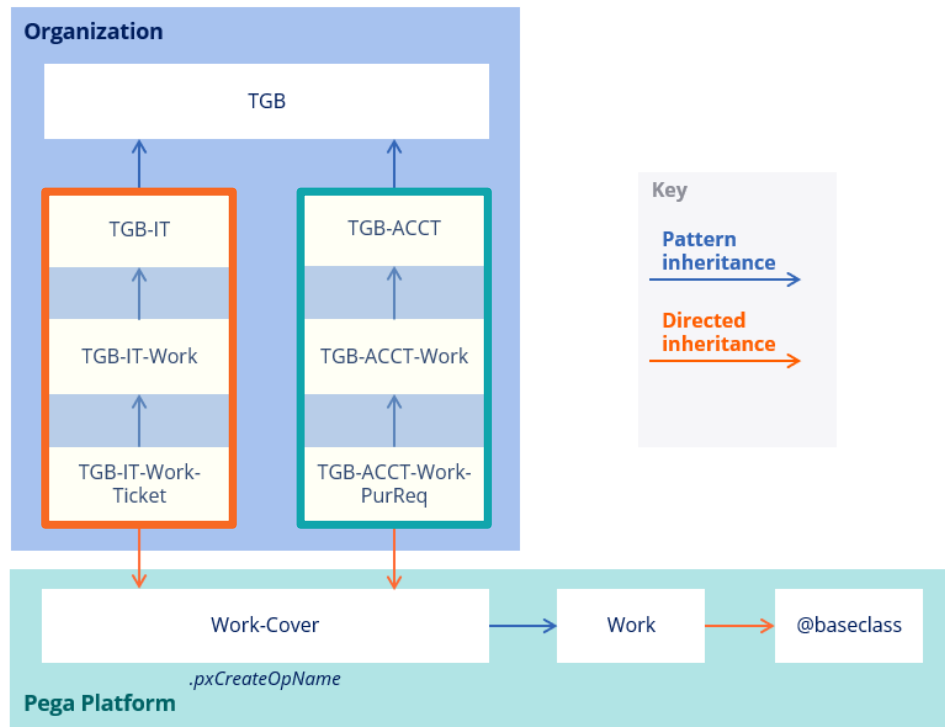 Organization
TGB
TGB-IT
TGB-ACCT
TGB-IT-Work
TGB-ACCT-Work
TGB-IT-Work-
Ticket
TGB-ACCT-Work-
PurReq
Key
Pattern
inheritance
Directed
inheritance
Work-Cover
Work
@baseclass
.pxCreateOpName
Pega Platform